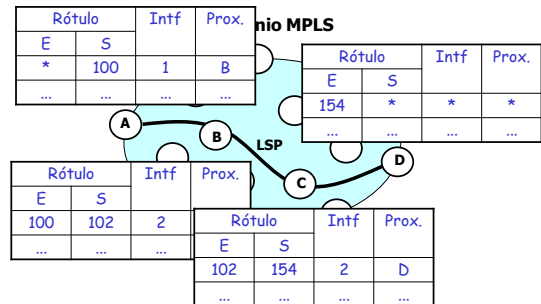 Rótulo Intf Prox.
E S
* 100 1 B
... ... ... ...
nio MPLS
Rótulo Intf Prox.
E S
154 * * *
... ... ... ...
A
B
LSP
C
D
Rótulo Intf Prox.
E S
100 102 2
... ... ...
Rótulo Intf Prox.
E S
102 154 2 D
... ... ... ...